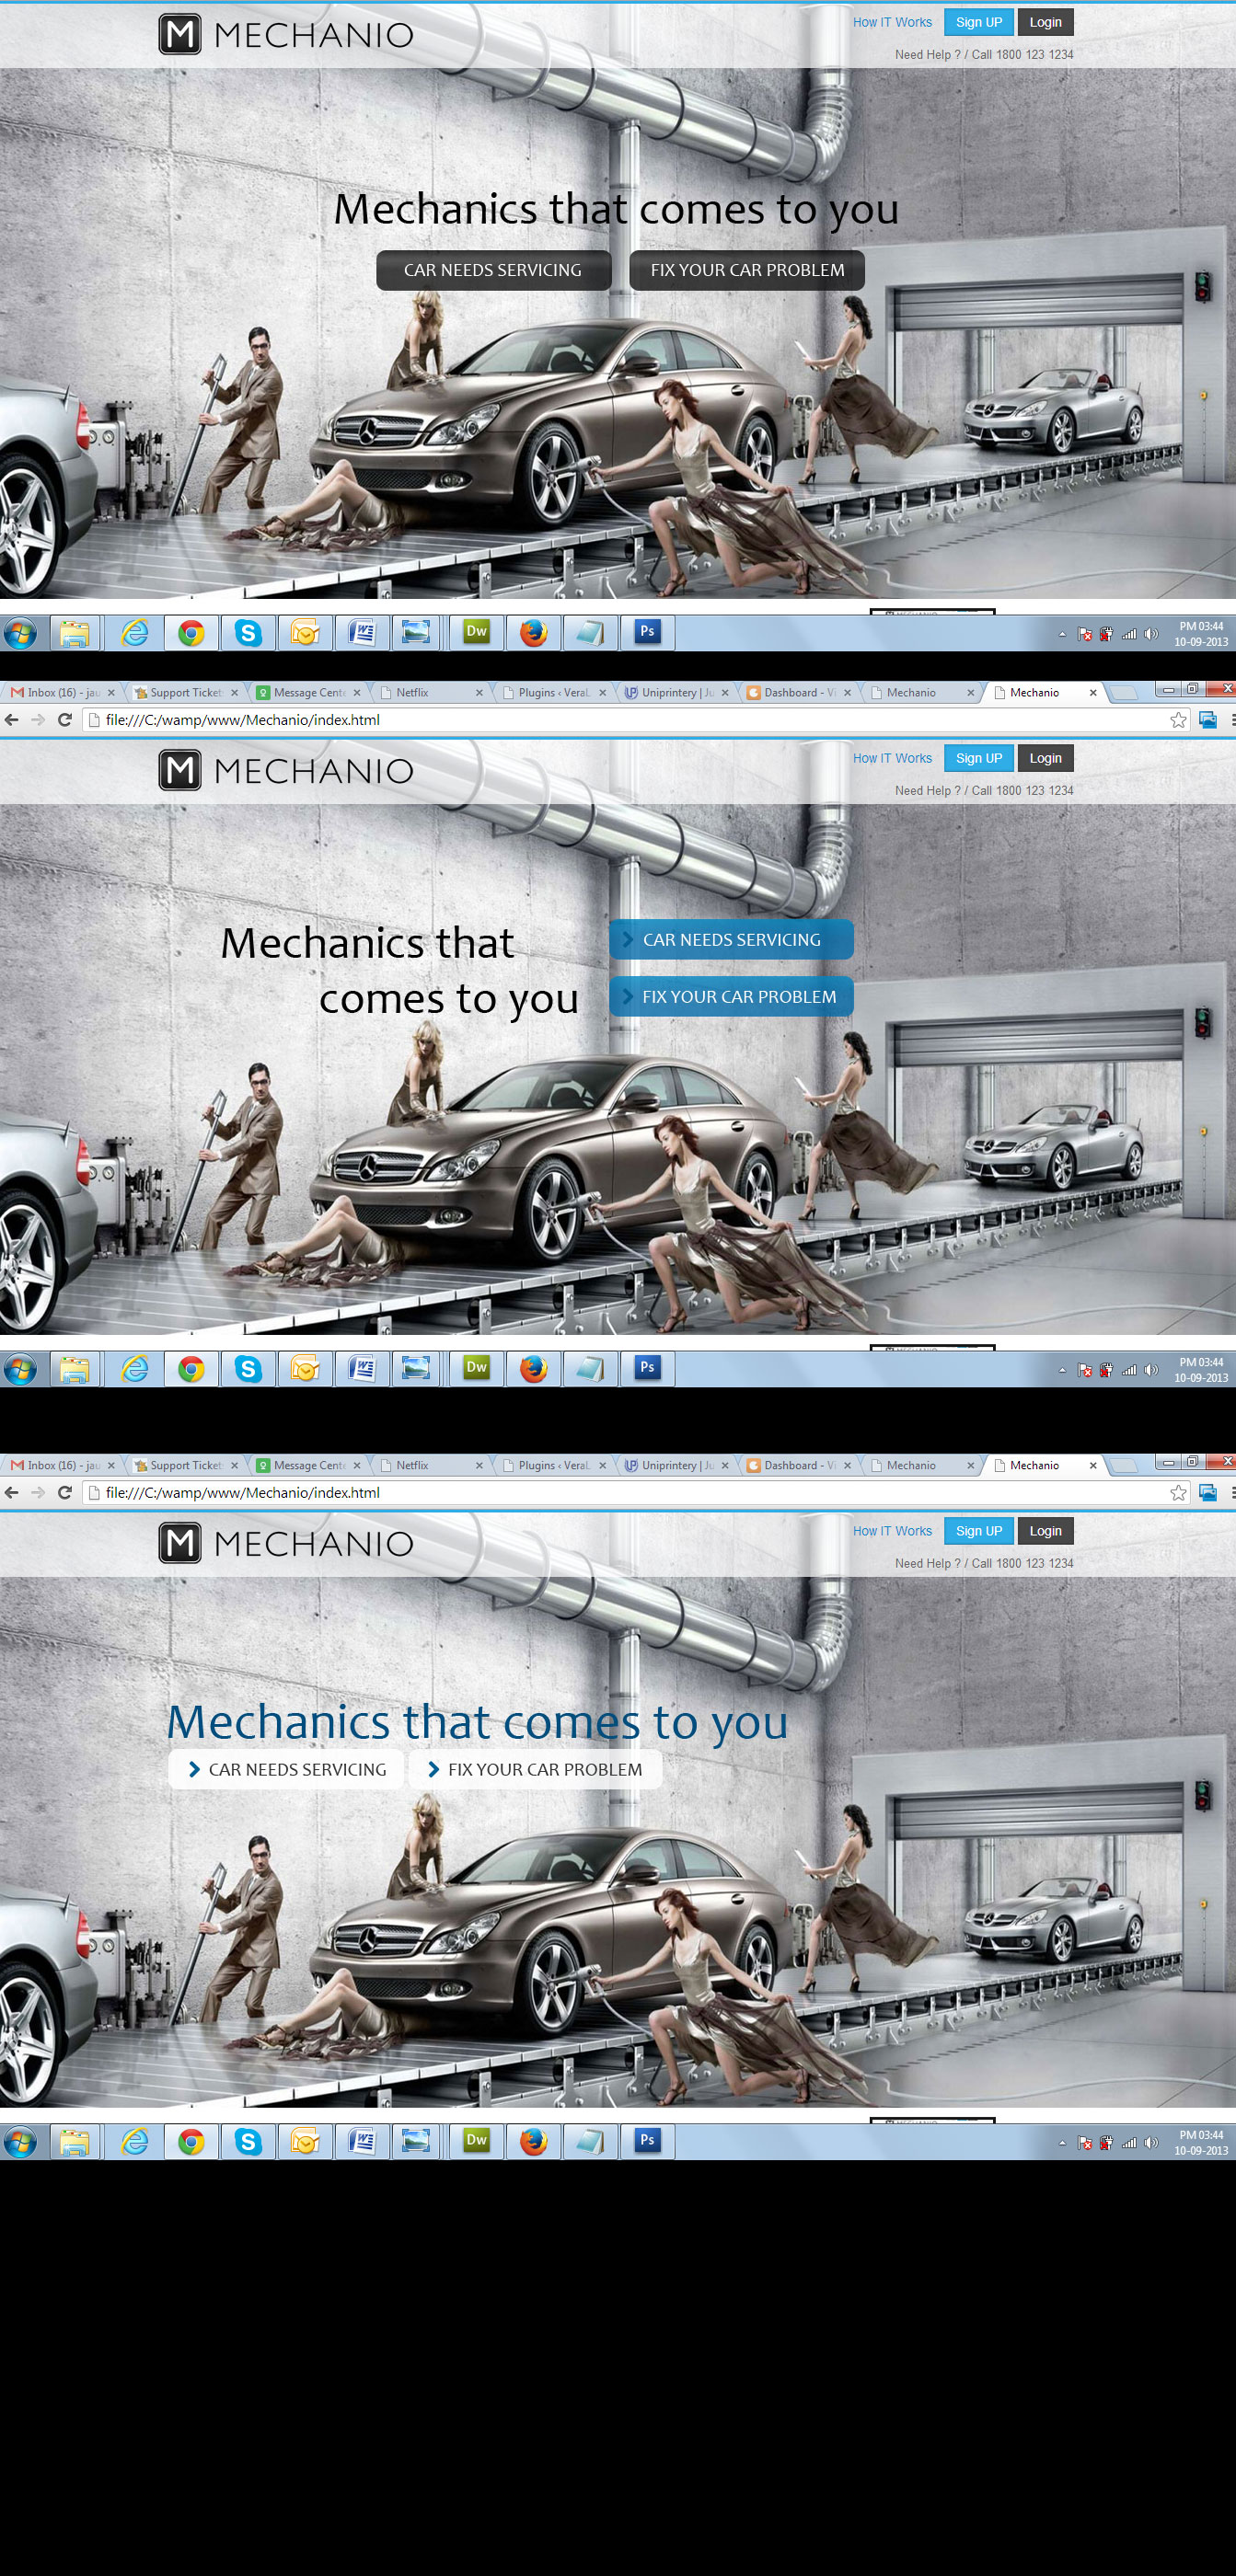 M MECHANIO
How IT Works Sign UP Login
Need Help ? / Call 1800 123 1234
Mechanics that comes to you
CAR NEEDS SERVICING FIX YOUR CAR PROBLEM
Dw Ps
PM 03:44
10-09-2013
Inbox (16) - jau Support Ticket Message Cente Netflix Plugins ‹ Veral Uniprintery | Ju Dashboard - Vi Mechanio Mechanio
file:///C:/wamp/www/Mechanio/index.html
M MECHANIO
How IT Works Sign UP Login
Need Help ? / Call 1800 123 1234
Mechanics that
comes to you
CAR NEEDS SERVICING
FIX YOUR CAR PROBLEM
Dw Ps
PM 03:44
10-09-2013
Inbox (16) - jau Support Ticket Message Cente Netflix Plugins ‹ Veral Uniprintery | Ju Dashboard - Vi Mechanio Mechanio
file:///C:/wamp/www/Mechanio/index.html
M MECHANIO
How IT Works Sign UP Login
Need Help ? / Call 1800 123 1234
Mechanics that comes to you
CAR NEEDS SERVICING FIX YOUR CAR PROBLEM
Dw Ps
PM 03:44
10-09-2013